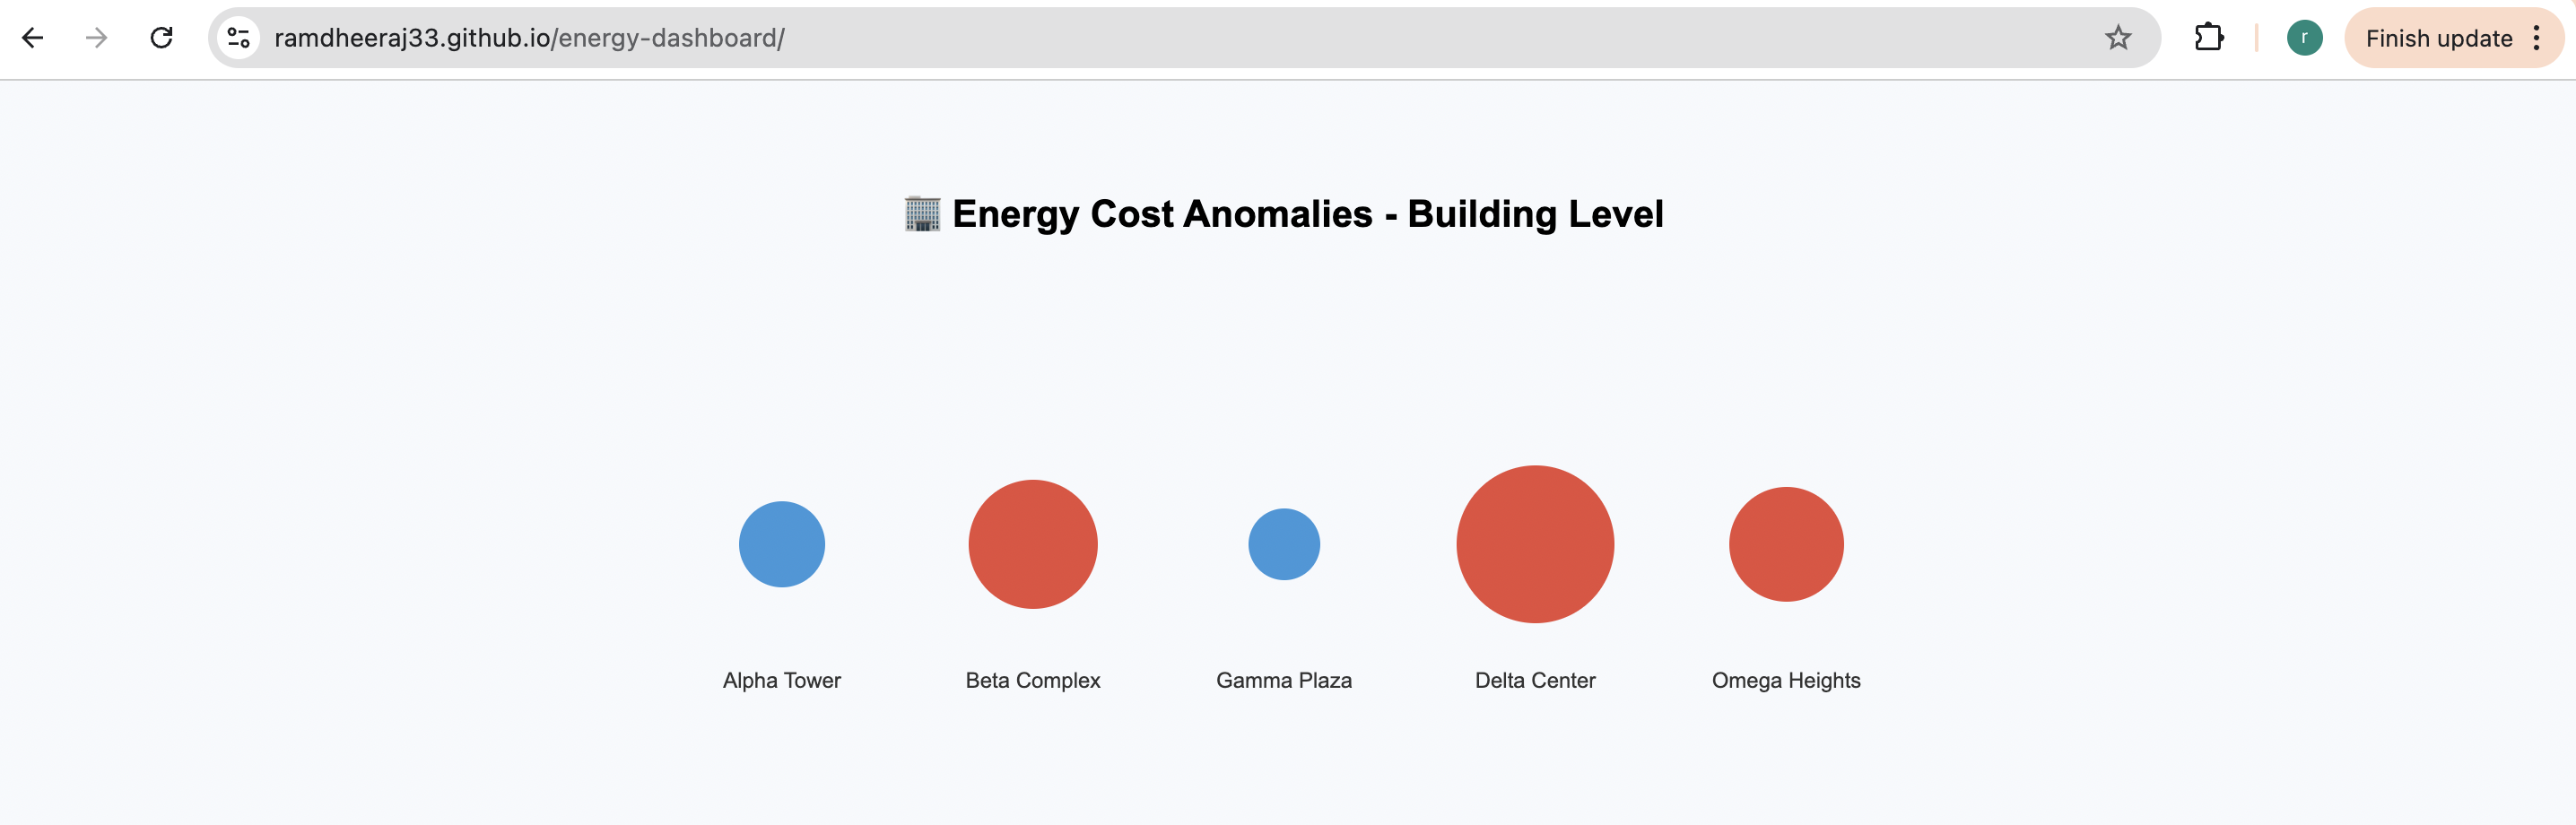 ramdheeraj33.github.io/energy-dashboard/
r
Finish update
🏢 Energy Cost Anomalies - Building Level
Alpha Tower
Beta Complex
Gamma Plaza
Delta Center
Omega Heights